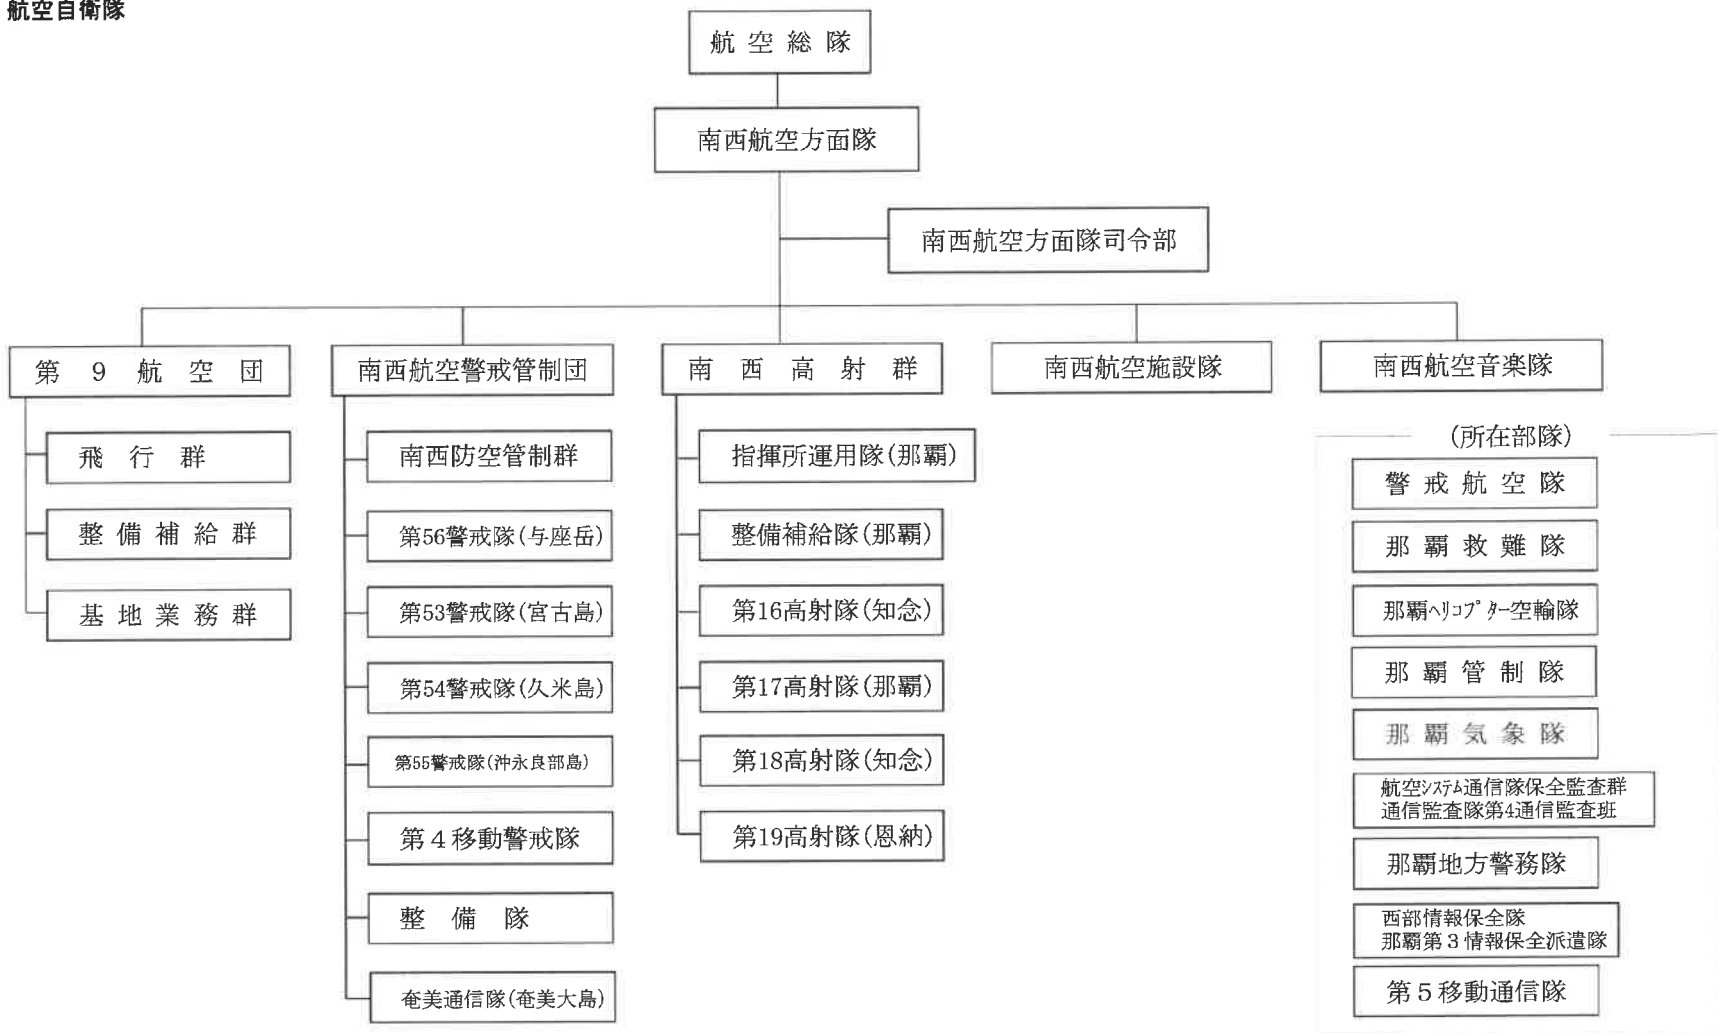 航空自衛隊
航空総隊
南西航空方面隊
南西航空方面隊司令部
第9航空団
飛行群
整備補給群
基地業務群
南西航空警戒管制団
南西防空管制群
第56警戒隊(与座岳)
第53警戒隊(宮古島)
第54警戒隊(久米島)
第55警戒隊(沖永良部島)
第4移動警戒隊
整備隊
奄美通信隊(奄美大島)
南西高射群
指揮所運用隊(那覇)
整備補給隊(那覇)
第16高射隊(知念)
第17高射隊(那覇)
第18高射隊(知念)
第19高射隊(恩納)
南西航空施設隊
南西航空音楽隊
(所在部隊)
警戒航空隊
那覇救難隊
那覇ﾍﾘｺﾌﾟﾀｰ空輸隊
那覇管制隊
那覇気象隊
航空ｼｽﾃﾑ通信隊保全監査群
通信監査隊第4通信監査班
那覇地方警務隊
西部情報保全隊
那覇第3情報保全派遣隊
第5移動通信隊